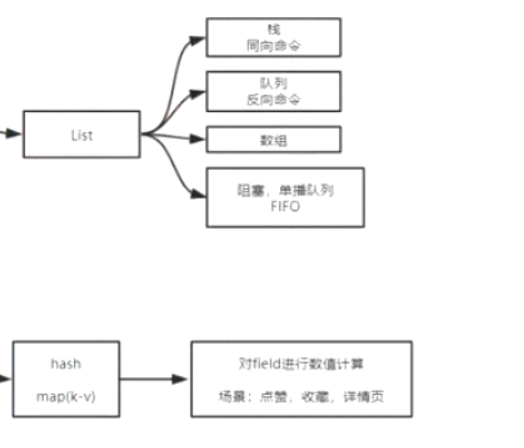 栈
同向命令
队列
反向命令
List
数组
阻塞，单播队列
FIFO
hash
map(k-v)
对field进行数值计算
场景：点赞，收藏，详情页